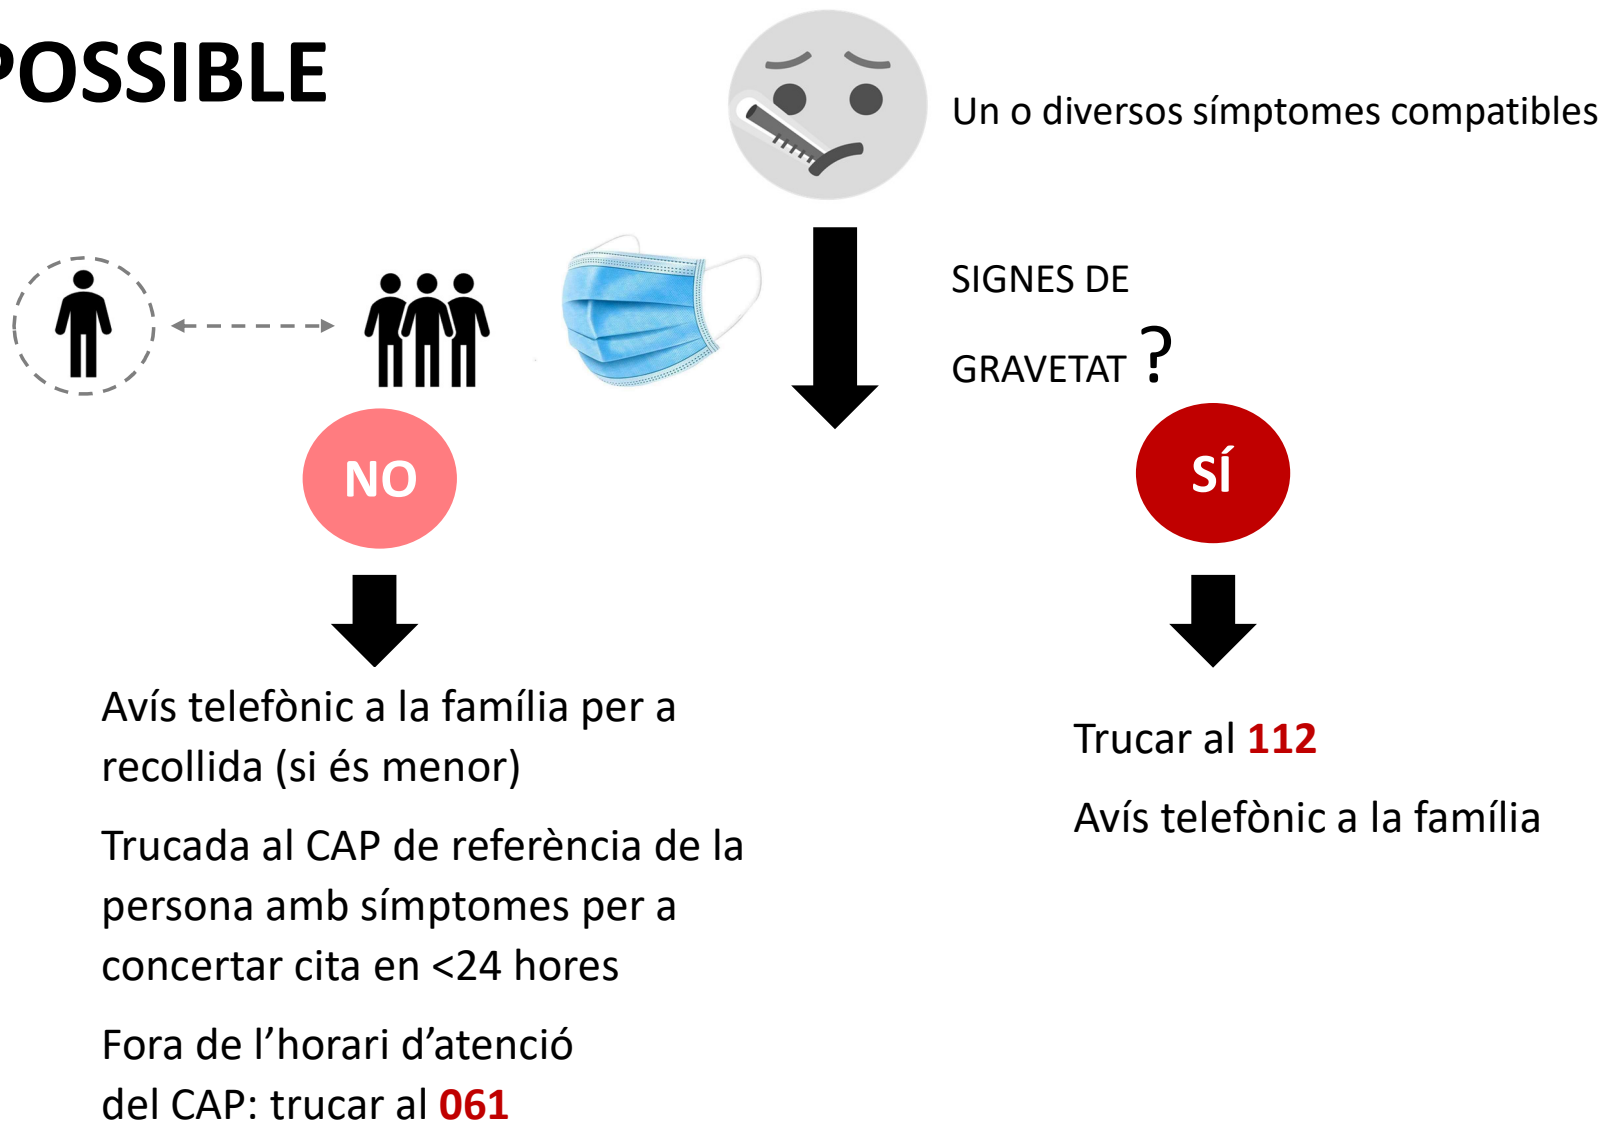 POSSIBLE
Un o diversos símptomes compatibles
SIGNES DE
GRAVETAT ?
NO
SÍ
Avís telefònic a la família per a
recollida (si és menor)
Trucada al CAP de referència de la
persona amb símptomes per a
concertar cita en <24 hores
Fora de l’horari d’atenció
del CAP: trucar al 061
Trucar al 112
Avís telefònic a la família